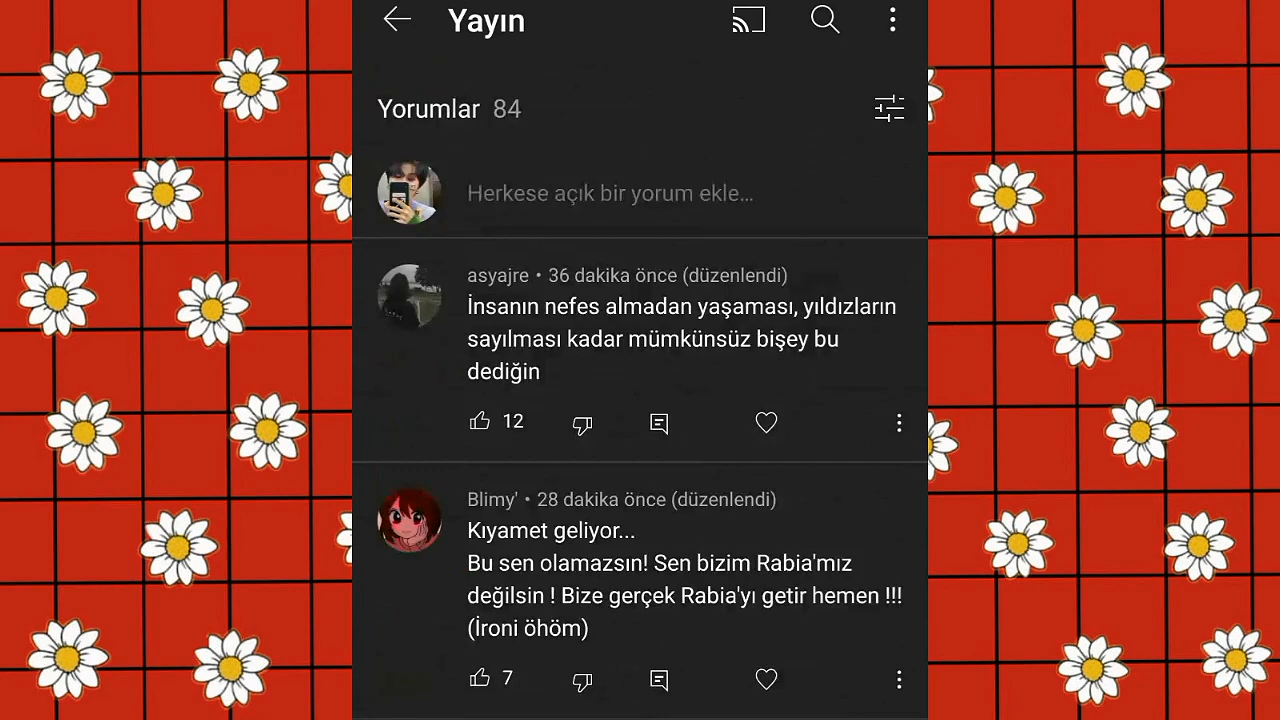 Yayın
Yorumlar 84
Herkese açık bir yorum ekle...
asyajre • 36 dakika önce (düzenlendi)
İnsanın nefes almadan yaşaması, yıldızların
sayılması kadar mümkünsüz bişey bu
dediğin
12
Blimy' • 28 dakika önce (düzenlendi)
Kıyamet geliyor...
Bu sen olamazsın! Sen bizim Rabia'mız
değilsin ! Bize gerçek Rabia'yı getir hemen !!!
(İroni öhöm)
7